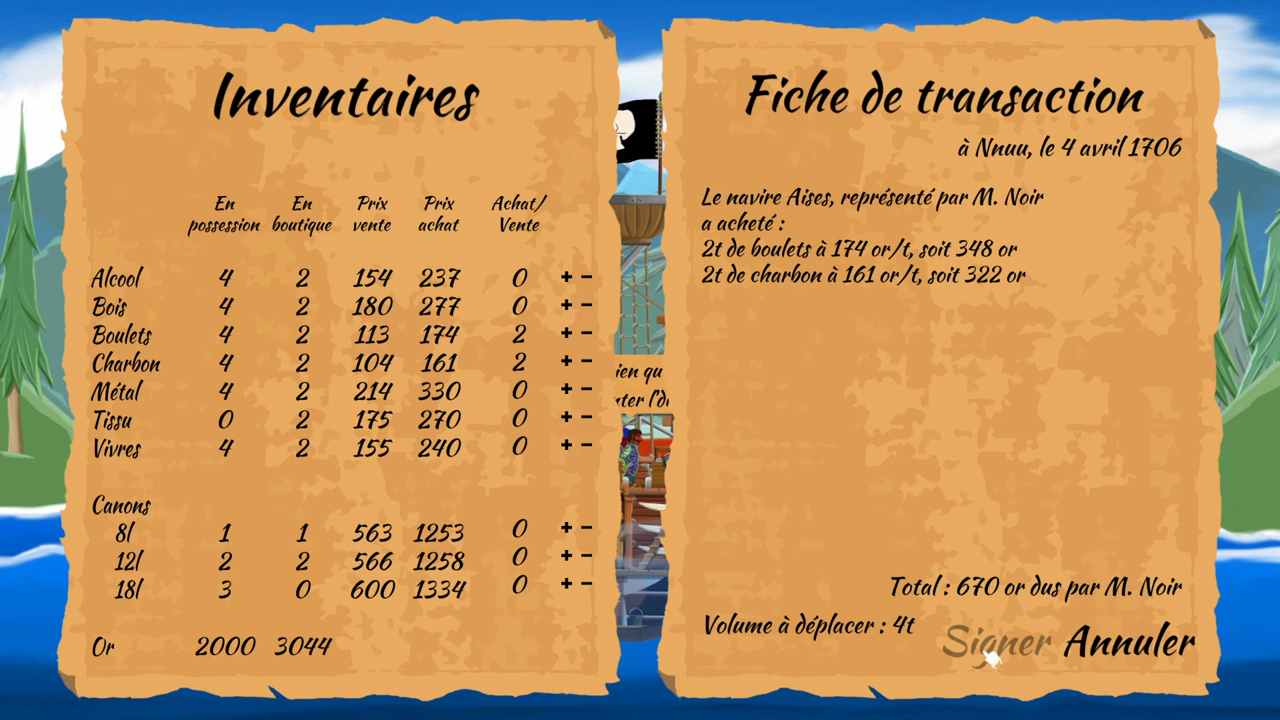 Inventaires
En possession En boutique Prix vente Prix achat Achat/Vente
Alcool 4 2 154 237 0 + -
Bois 4 2 180 277 0 + -
Boulets 4 2 113 174 2 + -
Charbon 4 2 104 161 2 + -
Métal 4 2 214 330 0 + -
Tissu 0 2 175 270 0 + -
Vivres 4 2 155 240 0 + -
Canons
8l 1 1 563 1253 0 + -
12l 2 2 566 1258 0 + -
18l 3 0 600 1334 0 + -
Or 2000 3044
ien qu
Fiche de transaction
à Nnuu, le 4 avril 1706
Le navire Aises, représenté par M. Noir
a acheté :
2t de boulets à 174 or/t, soit 348 or
2t de charbon à 161 or/t, soit 322 or
Total : 670 or dus par M. Noir
Volume à déplacer : 4t
Signer Annuler